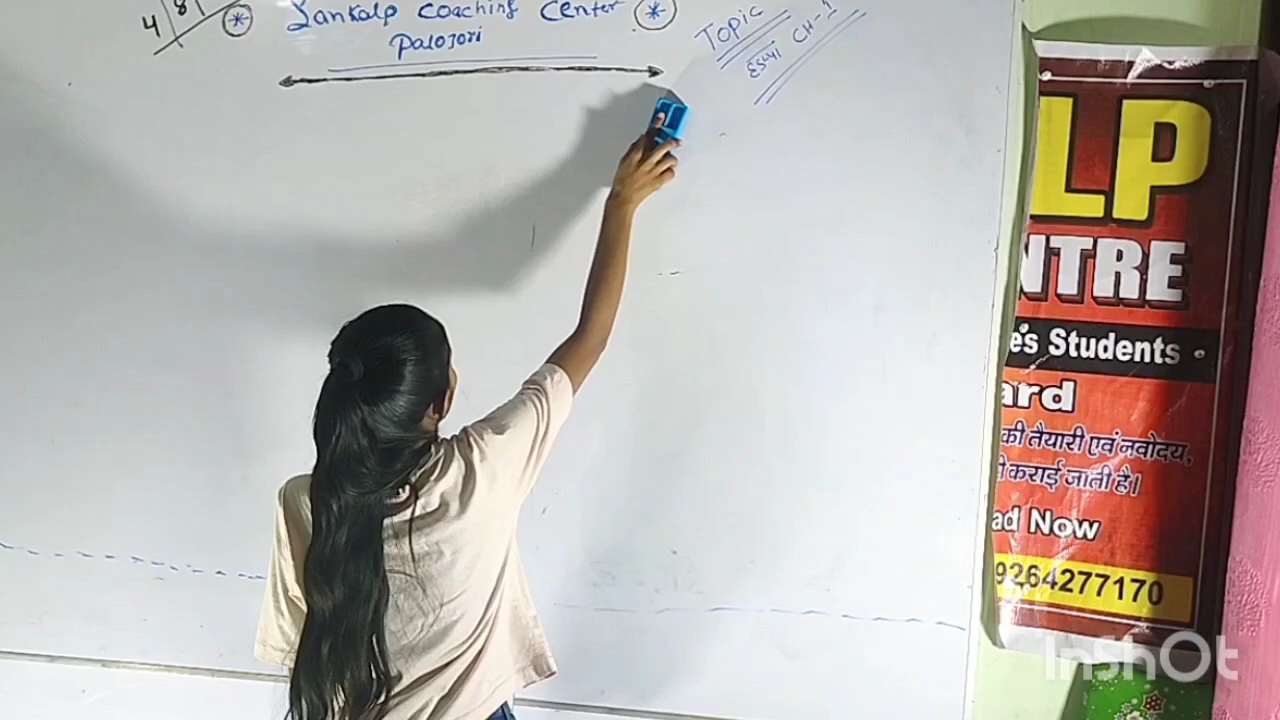 4 8
Sankalp coaching Center
Palojori
Topic
CH-1
LP
NTRE
e's Students
ard
की तैयारी एवं नवोदय,
कराई जाती है।
ad Now
9264277170
InShOt